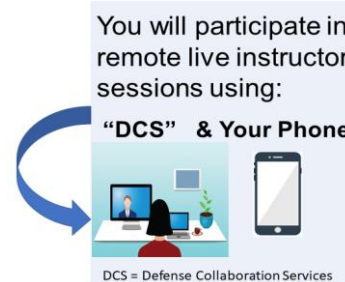 You will participate in
remote live instructor
sessions using:
“DCS” & Your Phone
DCS = Defense Collaboration Services